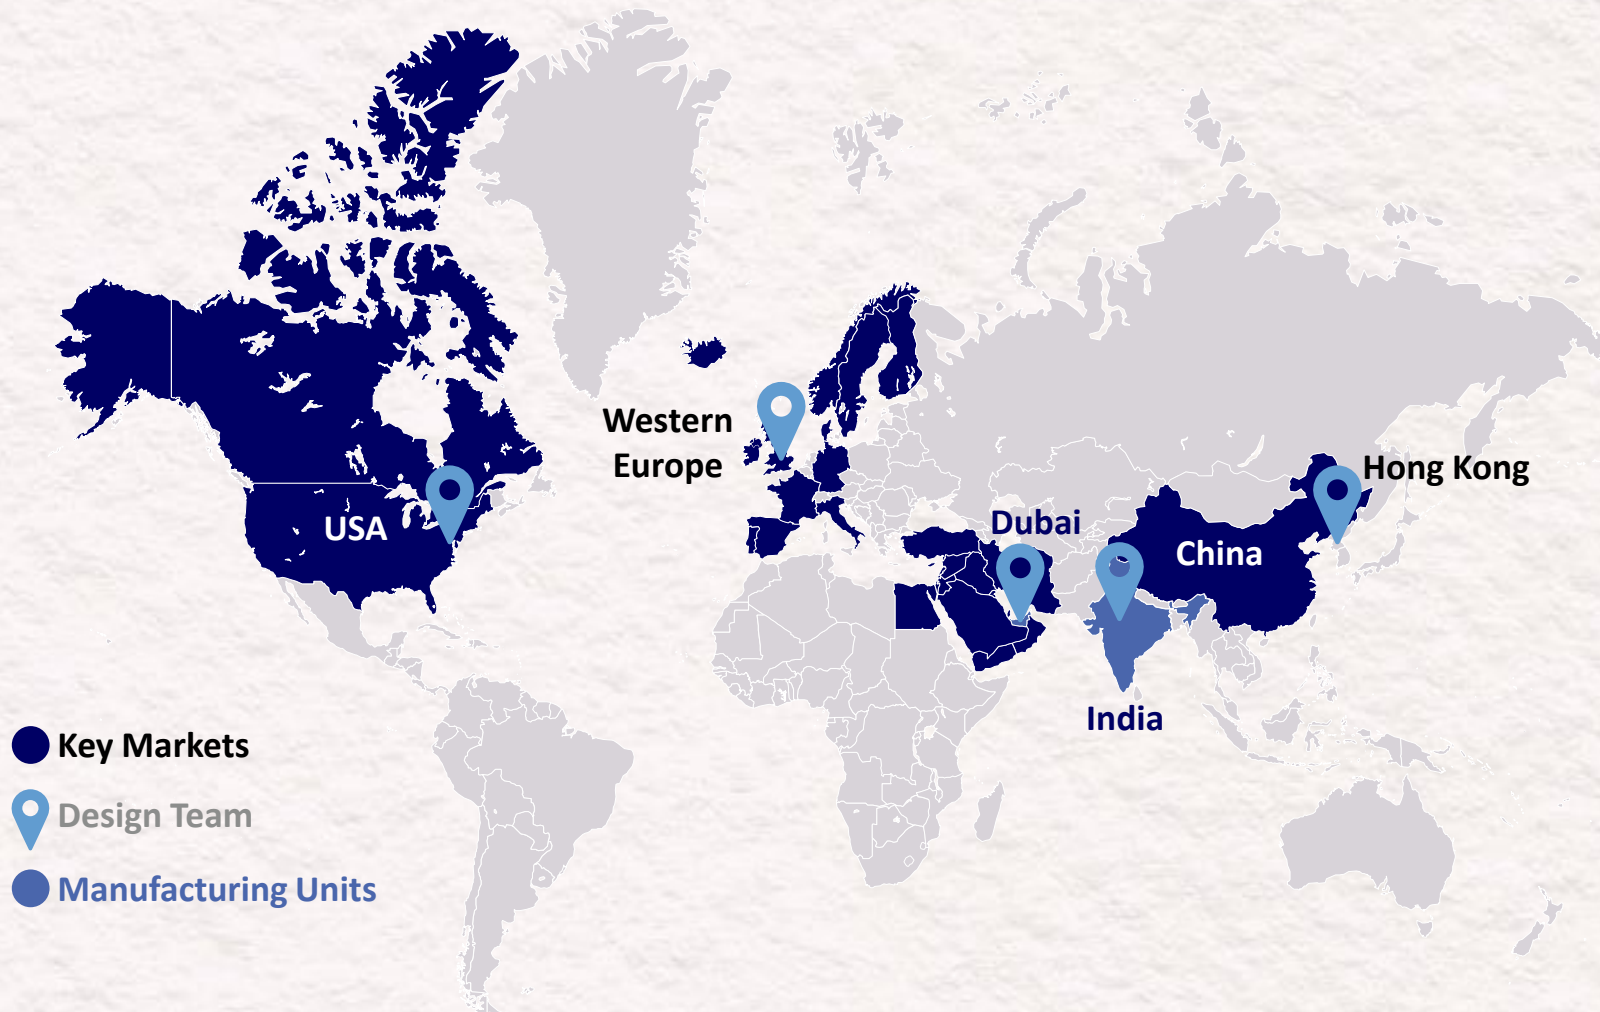 Western
Europe
Hong Kong
USA
Dubai
China
India
Key Markets
Design Team
Manufacturing Units